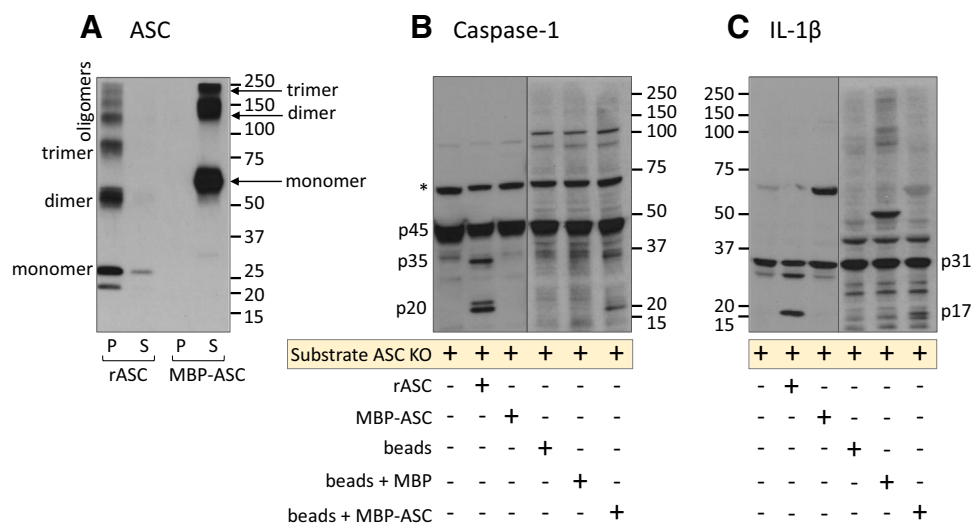 A ASC
B Caspase-1
C IL-1β
oligomers
trimer
dimer
monomer
250
150
100
75
50
37
25
20
15
trimer
dimer
monomer
P S P S
rASC MBP-ASC
*
p45
p35
p20
250
150
100
75
50
37
20
15
250
150
100
75
50
37
20
15
p31
p17
Substrate ASC KO + + + + + + + + + + + +
rASC - + - - - - - + - - - -
MBP-ASC - - + - - - - - + - - -
beads - - - + - - - - - + - -
beads + MBP - - - - + - - - - - + -
beads + MBP-ASC - - - - - + - - - - - +